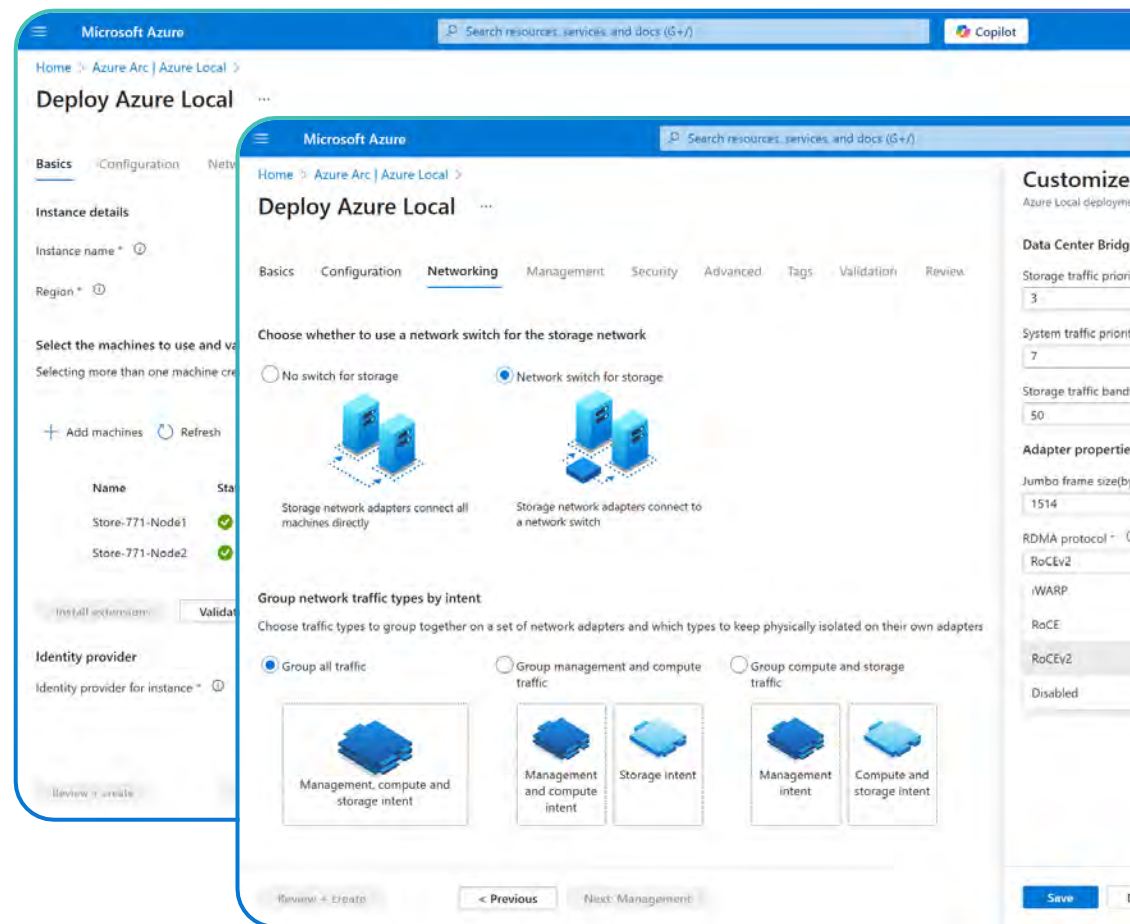 Microsoft Azure
Search resources, services, and docs (G+/)
Copilot
Home > Azure Arc | Azure Local >
Deploy Azure Local ...
Basics Configuration Netw
Instance details
Instance name *
Region *
Select the machines to use and va
Selecting more than one machine cre
+ Add machines Refresh
Name Sta
Store-771-Node1
Store-771-Node2
Install extensions Validat
Identity provider
Identity provider for instance *
Review + create
Microsoft Azure
Search resources, services, and docs (G+/)
Home > Azure Arc | Azure Local >
Deploy Azure Local ...
Basics Configuration Networking Management Security Advanced Tags Validation Review
Choose whether to use a network switch for the storage network
No switch for storage
Storage network adapters connect all
machines directly
Network switch for storage
Storage network adapters connect to
a network switch
Group network traffic types by intent
Choose traffic types to group together on a set of network adapters and which types to keep physically isolated on their own adapters
Group all traffic
Management, compute and
storage intent
Group management and compute
traffic
Management
and compute
intent
Storage intent
Group compute and storage
traffic
Management
intent
Compute and
storage intent
Review + create < Previous Next: Management
Customize
Azure Local deployme
Data Center Bridg
Storage traffic priori
3
System traffic priorit
7
Storage traffic band
50
Adapter propertie
Jumbo frame size(by
1514
RDMA protocol *
RoCEv2
iWARP
RoCE
RoCEv2
Disabled
Save